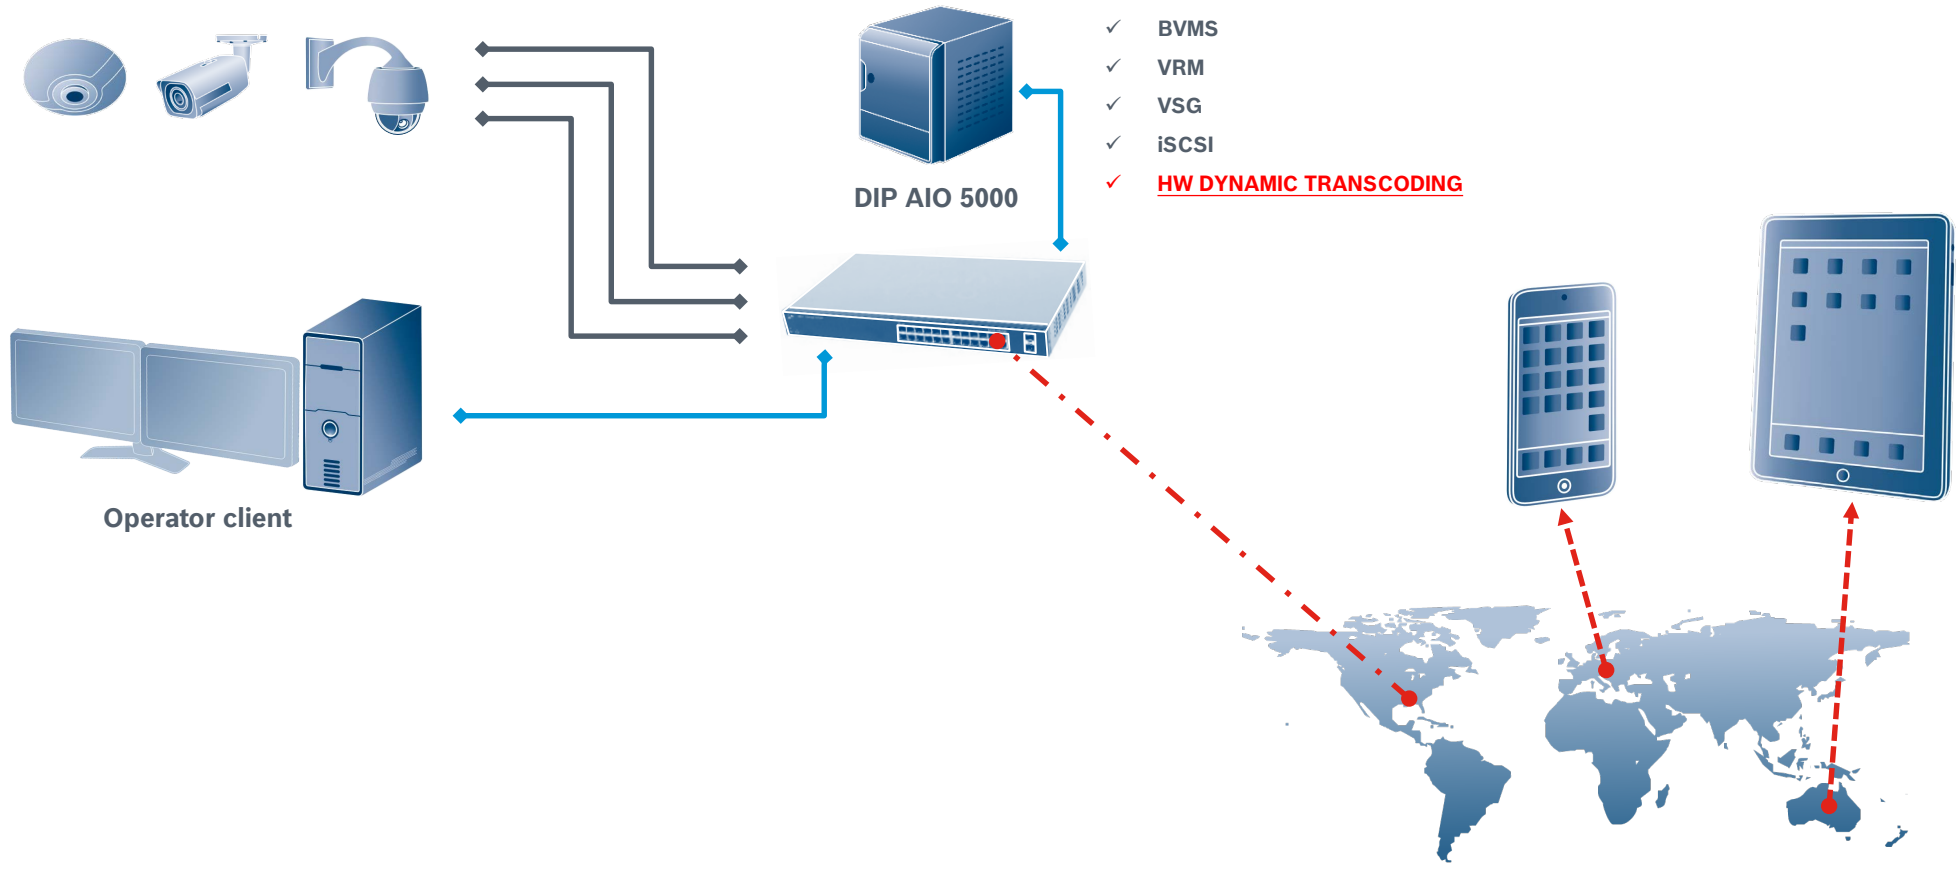 BVMS
VRM
VSG
iSCSI
HW DYNAMIC TRANSCODING
DIP AIO 5000
Operator client